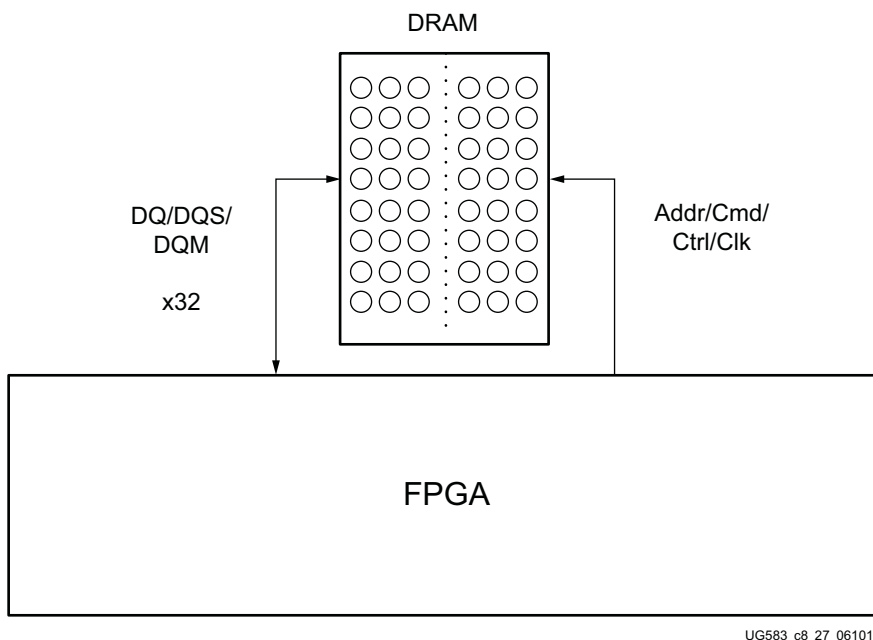 DRAM
DQ/DQS/
DQM
x32
Addr/Cmd/
Ctrl/Clk
FPGA
UG583_c8_27_06101